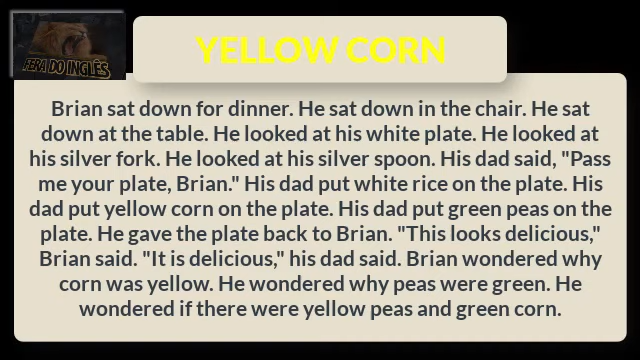 FERA DO INGLÊS
YELLOW CORN
Brian sat down for dinner. He sat down in the chair. He sat
down at the table. He looked at his white plate. He looked at
his silver fork. He looked at his silver spoon. His dad said, "Pass
me your plate, Brian." His dad put white rice on the plate. His
dad put yellow corn on the plate. His dad put green peas on the
plate. He gave the plate back to Brian. "This looks delicious,"
Brian said. "It is delicious," his dad said. Brian wondered why
corn was yellow. He wondered why peas were green. He
wondered if there were yellow peas and green corn.